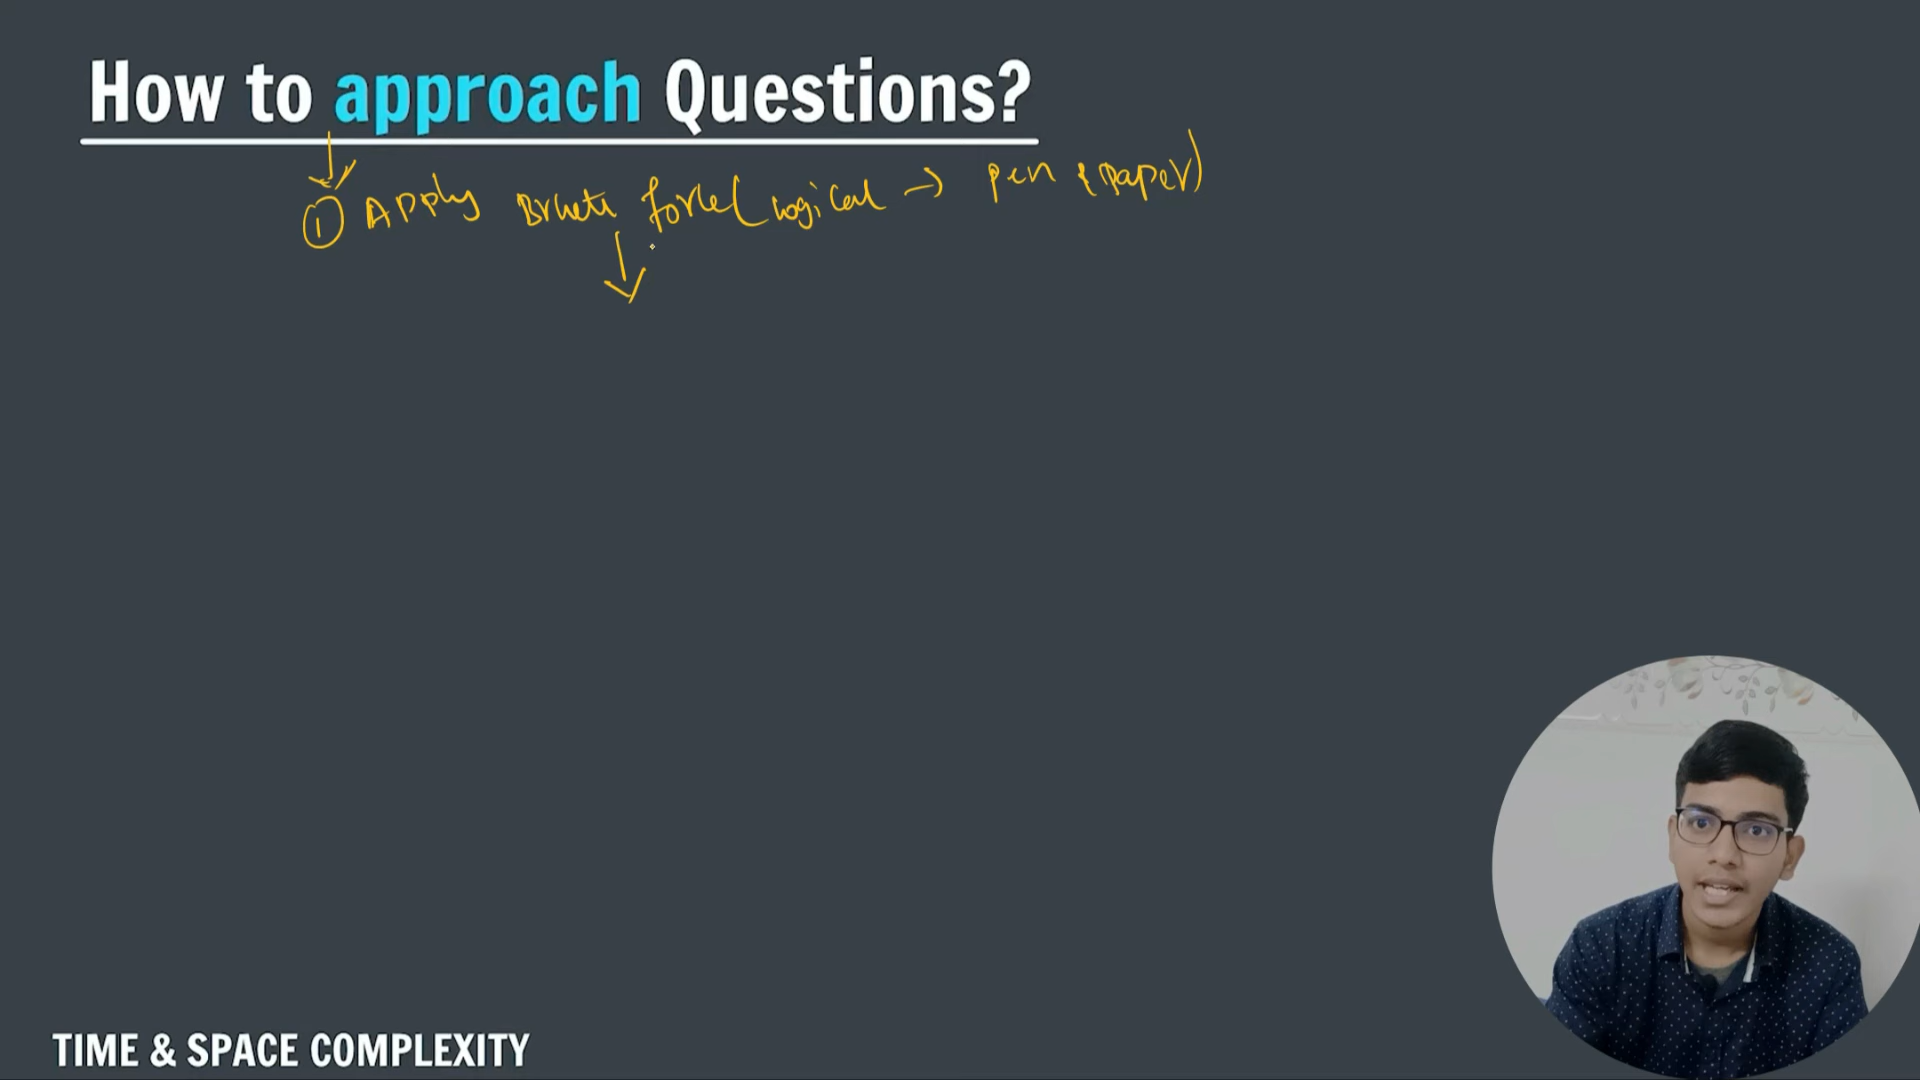 How to approach Questions?
① Apply Brute force (Logical → pen & paper)
TIME & SPACE COMPLEXITY